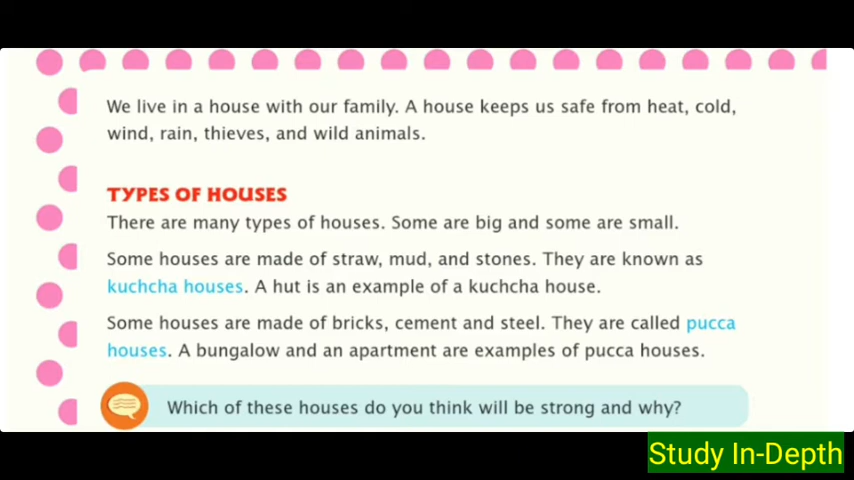 We live in a house with our family. A house keeps us safe from heat, cold,
wind, rain, thieves, and wild animals.
TYPES OF HOUSES
There are many types of houses. Some are big and some are small.
Some houses are made of straw, mud, and stones. They are known as
kuchcha houses. A hut is an example of a kuchcha house.
Some houses are made of bricks, cement and steel. They are called pucca
houses. A bungalow and an apartment are examples of pucca houses.
Which of these houses do you think will be strong and why?
Study In-Depth